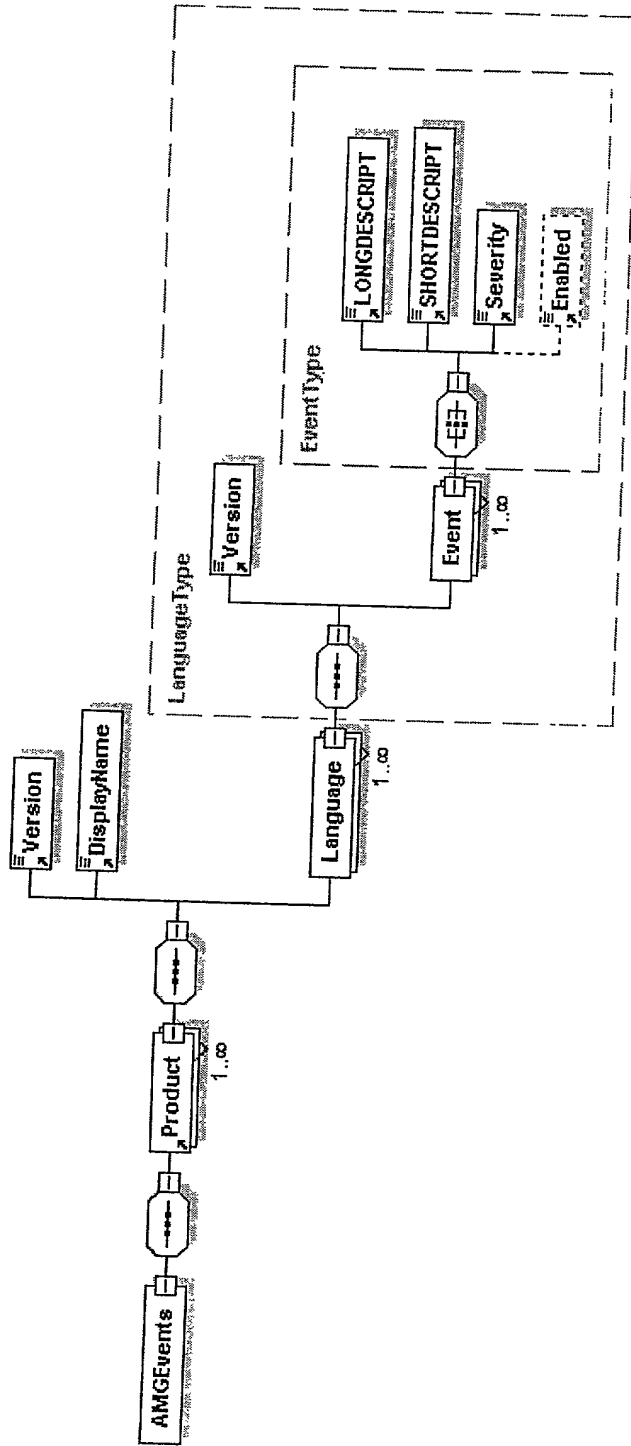 AMGEvents
Product
1..∞
Version
DisplayName
Language
1..∞
LanguageType
Version
Event
1..∞
EventType
LONGDESCRIPT
SHORTDESCRIPT
Severity
Enabled